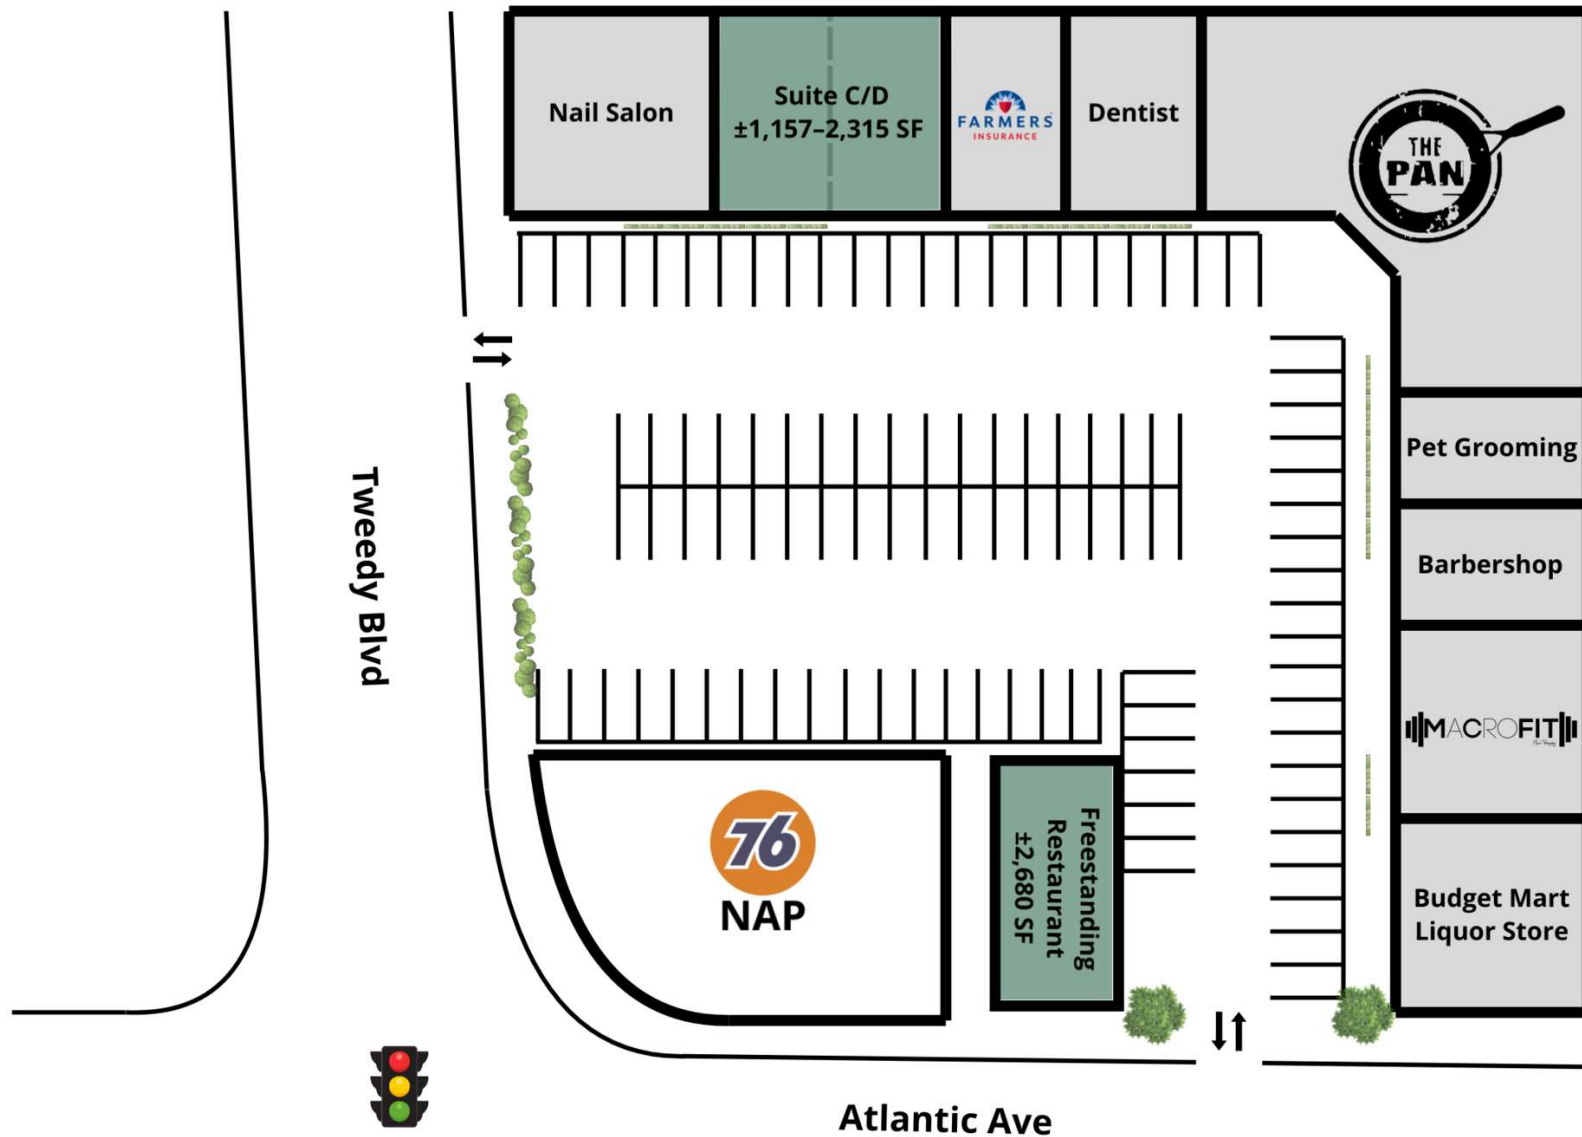 Nail Salon
Suite C/D
±1,157–2,315 SF
FARMERS
INSURANCE
Dentist
THE
PAN
Pet Grooming
Barbershop
MACROFIT
Budget Mart
Liquor Store
Tweedy Blvd
76
NAP
Freestanding
Restaurant
±2,680 SF
Atlantic Ave